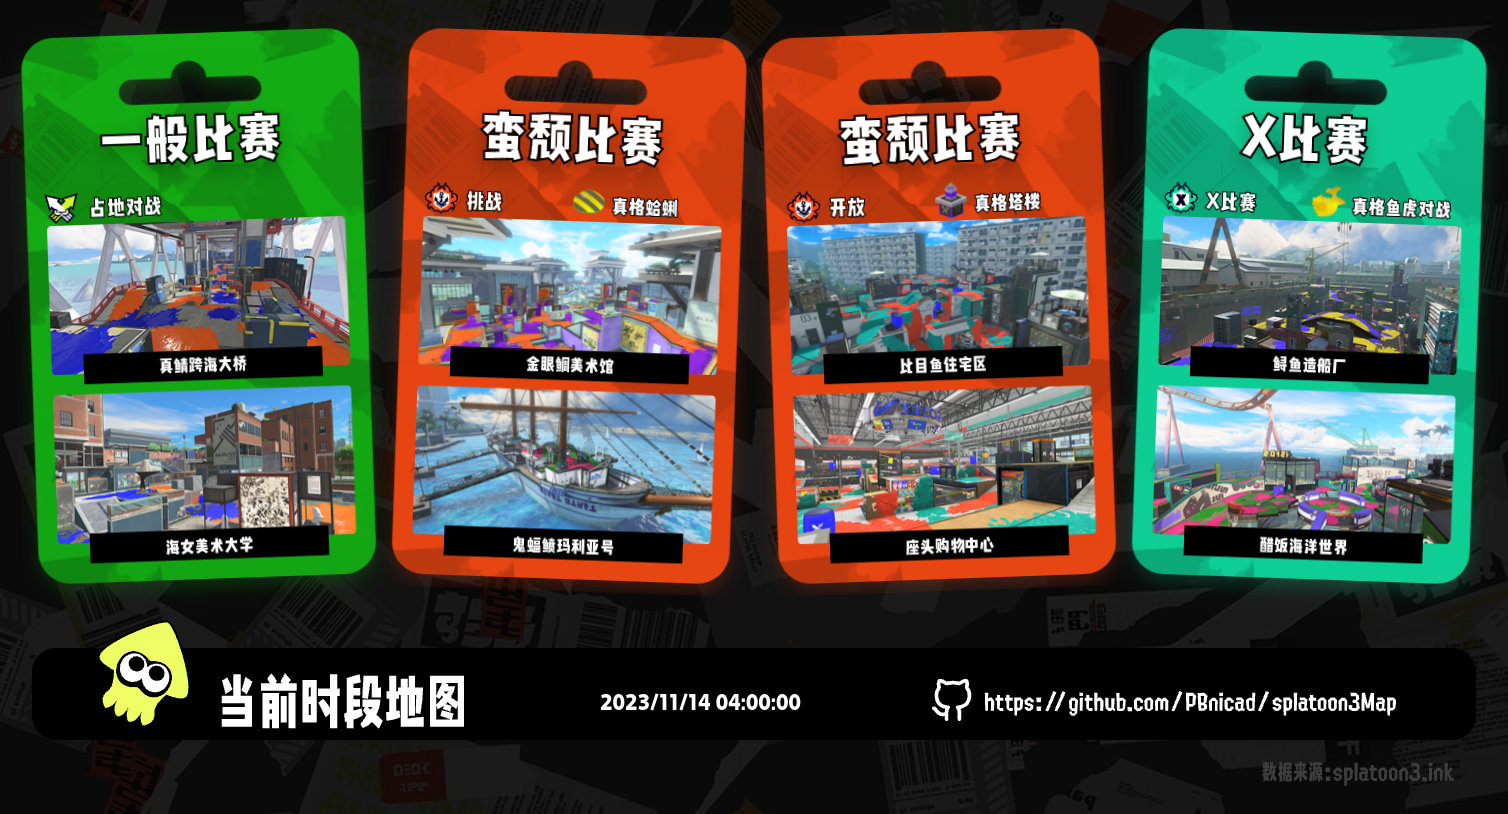 一般比赛
占地对战
真鲭跨海大桥
海女美术大学
蛮颓比赛
挑战
真格蛤蜊
金眼鲷美术馆
鬼蝠鲼玛利亚号
蛮颓比赛
开放
真格塔楼
比目鱼住宅区
座头购物中心
X比赛
X比赛
真格鱼虎对战
鲟鱼造船厂
醋饭海洋世界
当前时段地图
2023/11/14 04:00:00
https://github.com/PBnicad/splatoon3Map
数据来源:splatoon3.ink